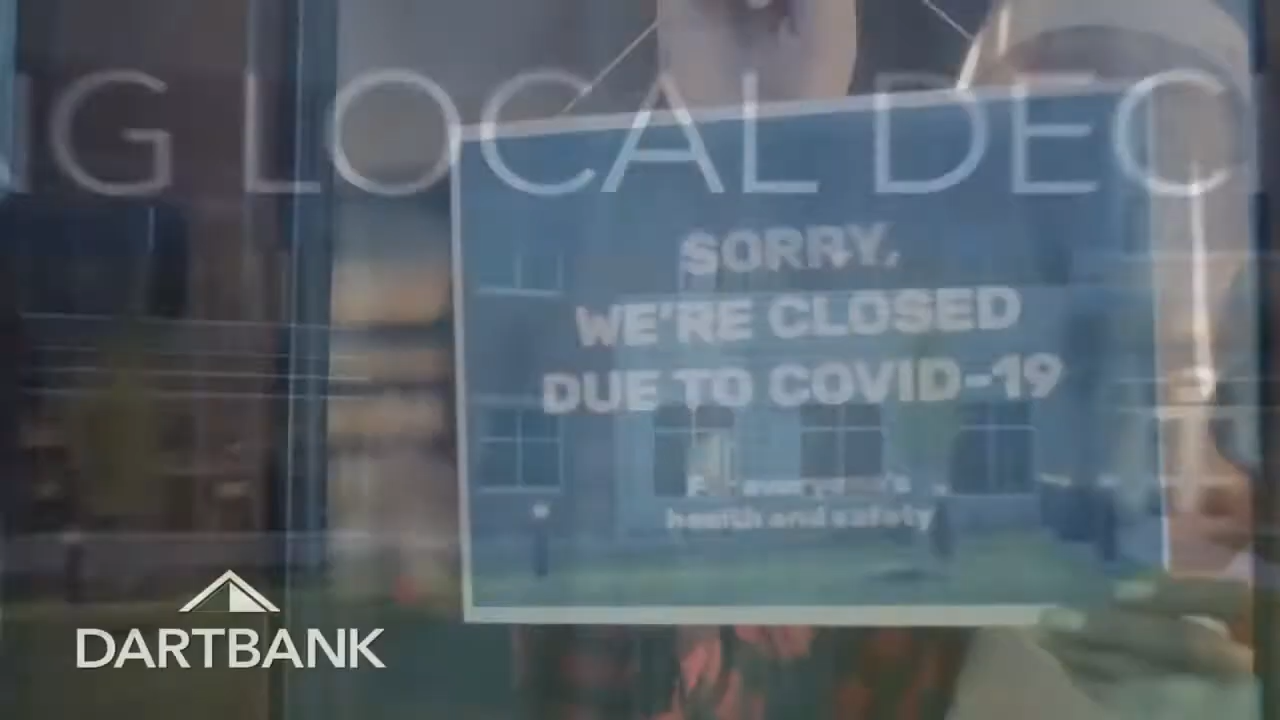 IG LOCAL DEC
SORRY,
WE'RE CLOSED
DUE TO COVID-19
health and safety
DARTBANK